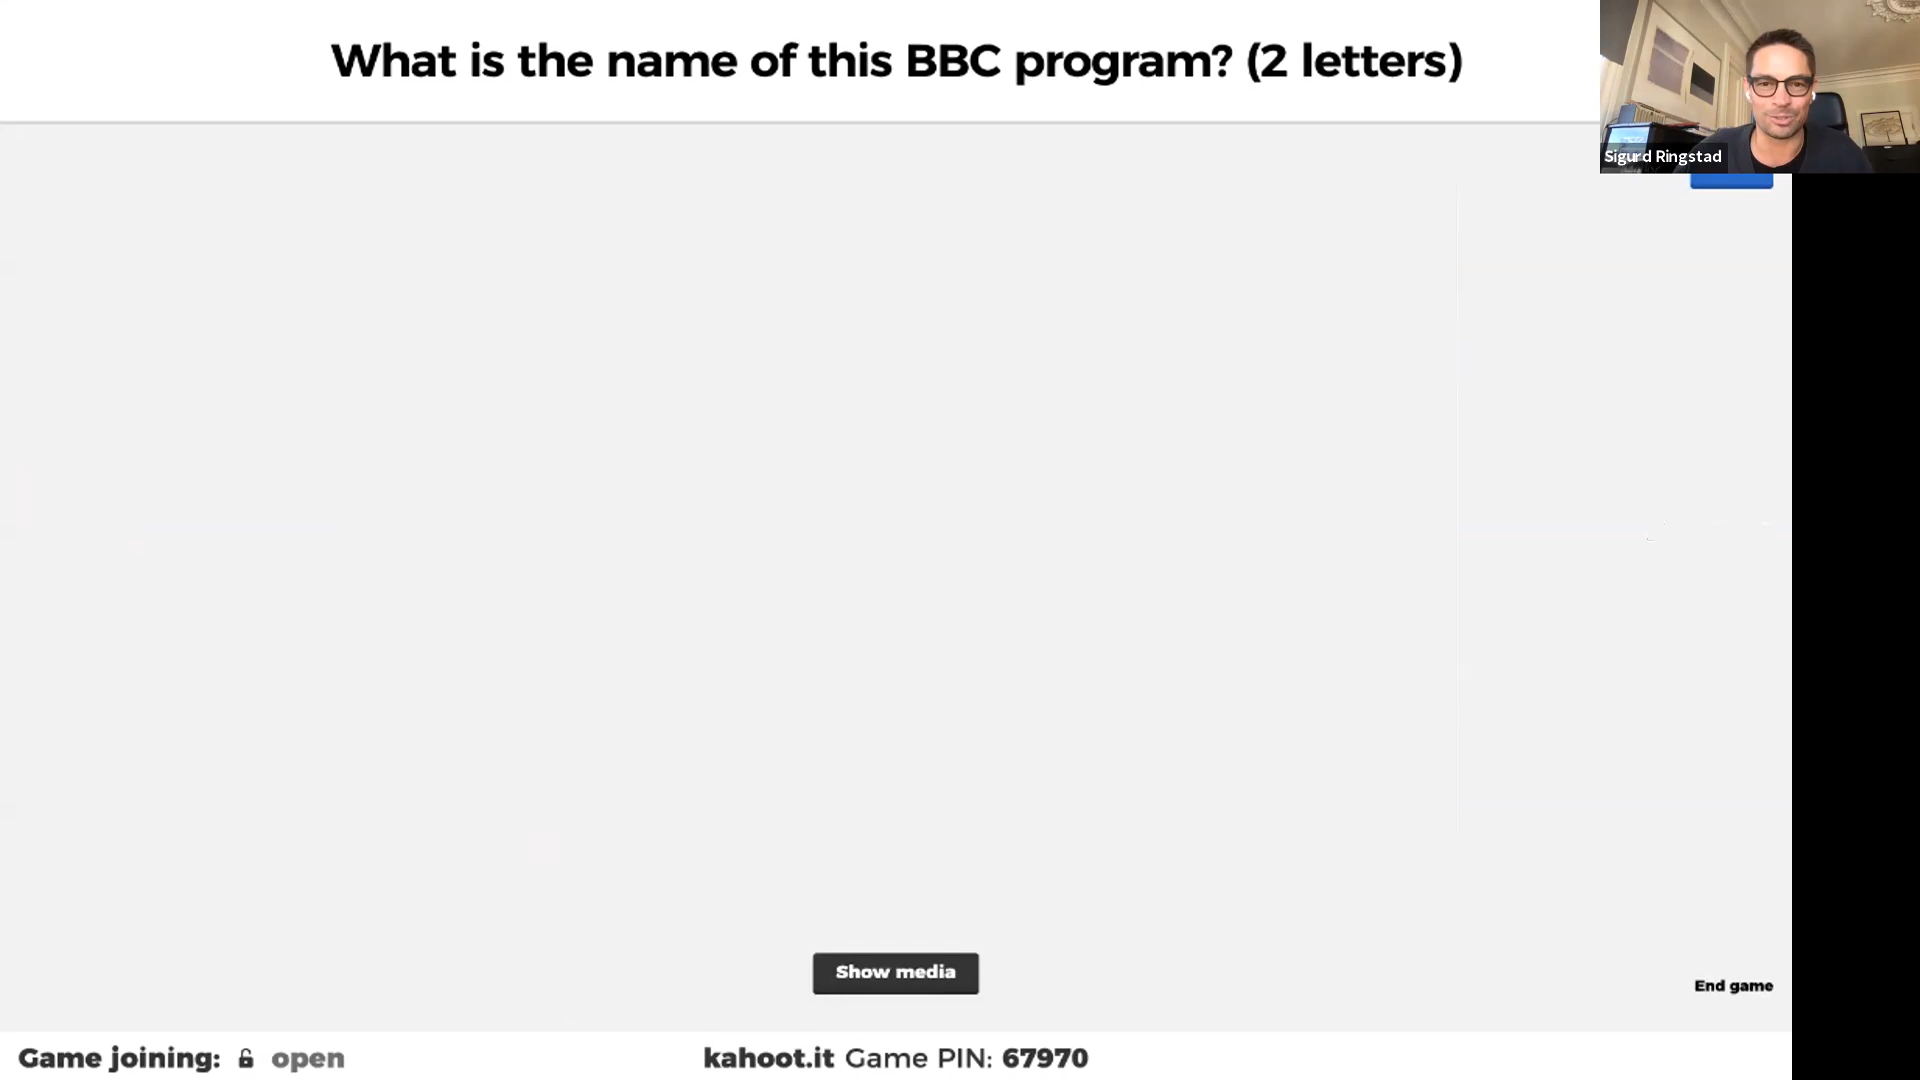 What is the name of this BBC program? (2 letters)
Sigurd Ringstad
Show media
End game
Game joining: open
kahoot.it Game PIN: 67970